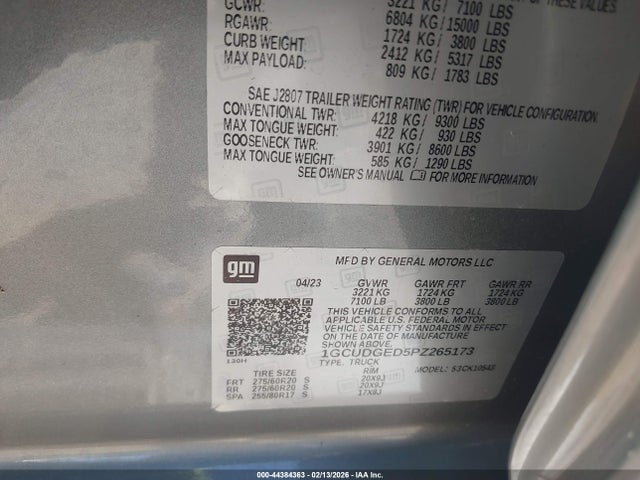 OF THESE VALUES
GCWR: 3221 KG/ 7100 LBS
RGAWR: 6804 KG/15000 LBS
CURB WEIGHT: 1724 KG/ 3800 LBS
MAX PAYLOAD: 2412 KG/ 5317 LBS
809 KG/ 1783 LBS
SAE J2807 TRAILER WEIGHT RATING (TWR) FOR VEHICLE CONFIGURATION
CONVENTIONAL TWR: 4218 KG/ 9300 LBS
MAX TONGUE WEIGHT: 422 KG/ 930 LBS
GOOSENECK TWR: 3901 KG/ 8600 LBS
MAX TONGUE WEIGHT: 585 KG/ 1290 LBS
SEE OWNER'S MANUAL FOR MORE INFORMATION
gm
MFD BY GENERAL MOTORS LLC
04/23 GVWR GAWR FRT GAWR RR
3221 KG 1724 KG 1724 KG
7100 LB 3800 LB 3800 LB
THIS VEHICLE CONFORMS TO ALL APPLICABLE
U.S. FEDERAL MOTOR
VEHICLE SAFETY STANDARDS IN EFFECT ON
THE DATE OF MANUFACTURE SHOWN ABOVE.
1GCUDGED5PZ265173
130H
TYPE: TRUCK
MODEL: 53CK10543
TIRE SIZE RIM
FRT 275/60R20 S 20X9J
RR 275/60R20 S 20X9J
SPA 255/80R17 S 17X8J
000-44384363 - 02/13/2026 - IAA Inc.